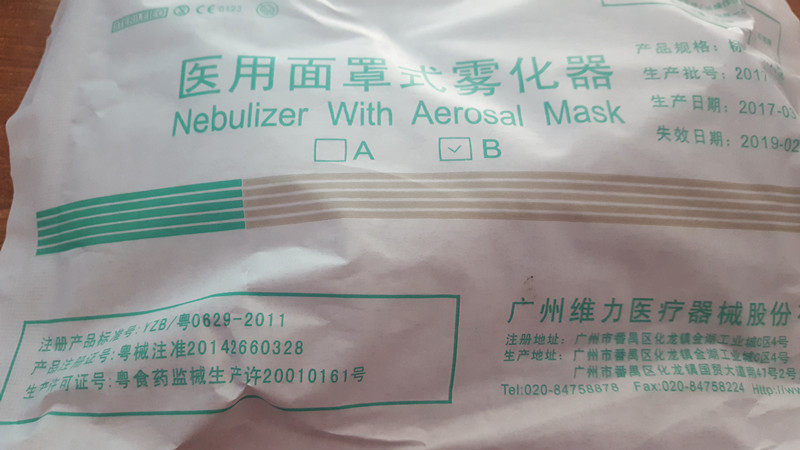 CE 0123
医用面罩式雾化器
Nebulizer With Aerosal Mask
A B
产品规格:
生产批号:2017
生产日期:2017-03
失效日期:2019-02
注册产品标准号:YZB/粤0629-2011
产品注册证号:粤械注准20142660328
生产许可证号:粤食药监械生产许20010161号
广州维力医疗器械股份
注册地址:广州市番禺区化龙镇金湖工业城C区4号
生产地址:广州市番禺区化龙镇金湖工业城C区4号
广州市番禺区化龙镇国贸大道南47号2号
Tel:020-84758878 Fax:020-84758224 Http://ww